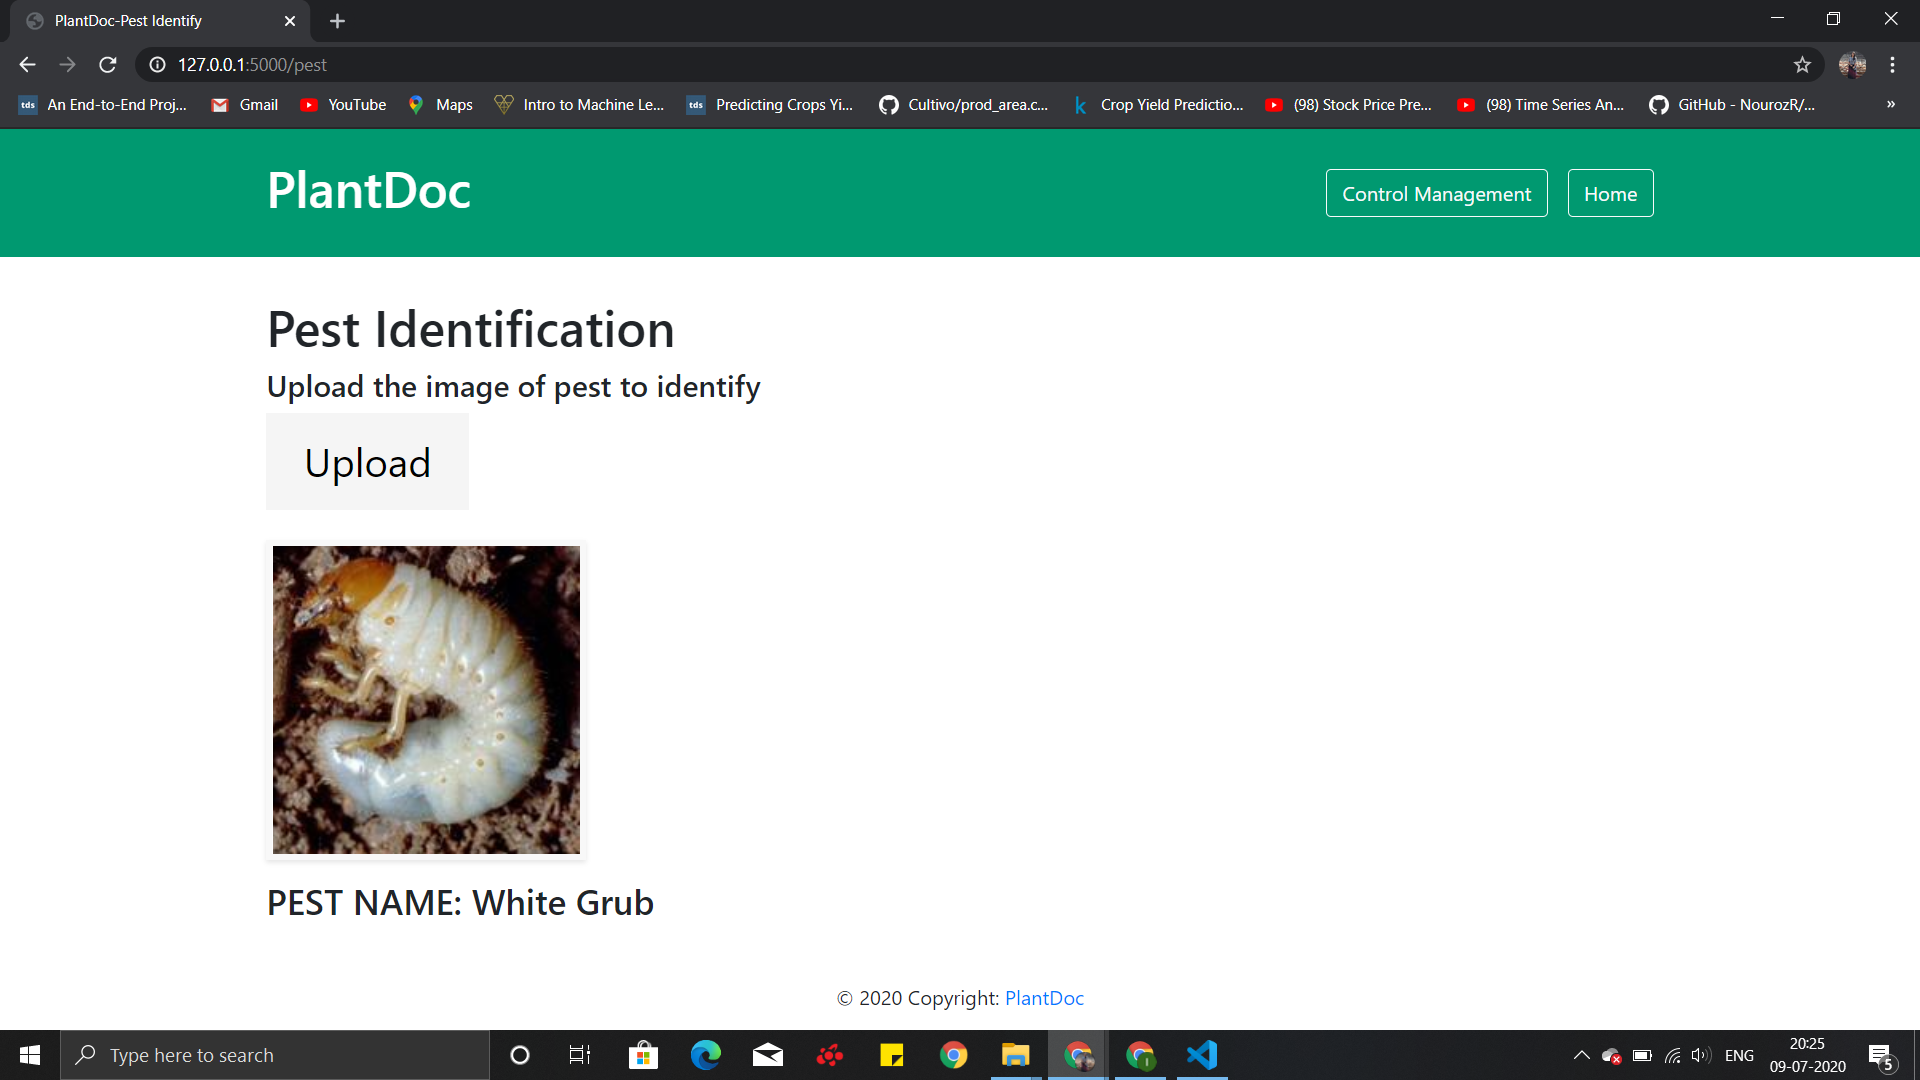 PlantDoc-Pest Identify
127.0.0.1:5000/pest
tds An End-to-End Proj... Gmail YouTube Maps Intro to Machine Le... tds Predicting Crops Yi... Cultivo/prod_area.c... k Crop Yield Predictio... (98) Stock Price Pre... (98) Time Series An... GitHub - NourozR/... »
PlantDoc
Control Management Home
Pest Identification
Upload the image of pest to identify
Upload
PEST NAME: White Grub
© 2020 Copyright: PlantDoc
Type here to search
ENG
20:25
09-07-2020
5